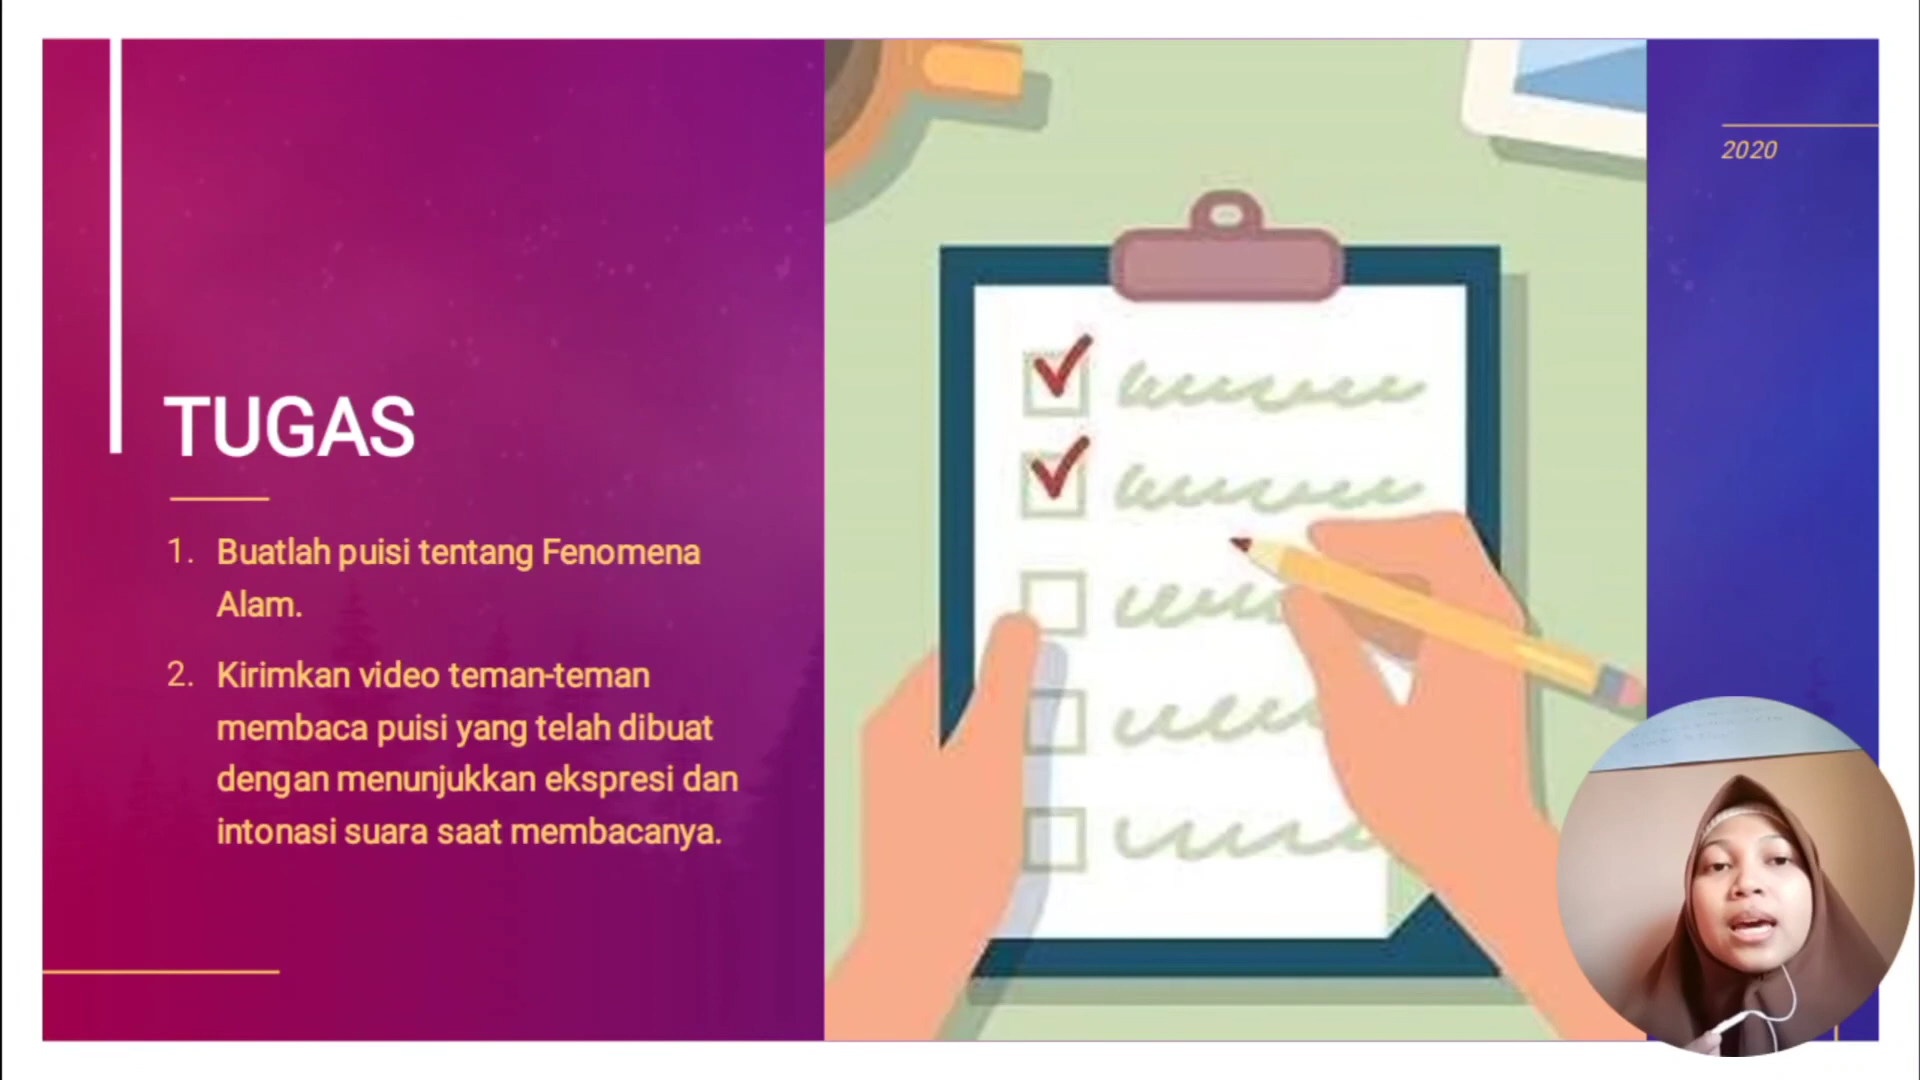 2020
TUGAS
1. Buatlah puisi tentang Fenomena
Alam.
2. Kirimkan video teman-teman
membaca puisi yang telah dibuat
dengan menunjukkan ekspresi dan
intonasi suara saat membacanya.